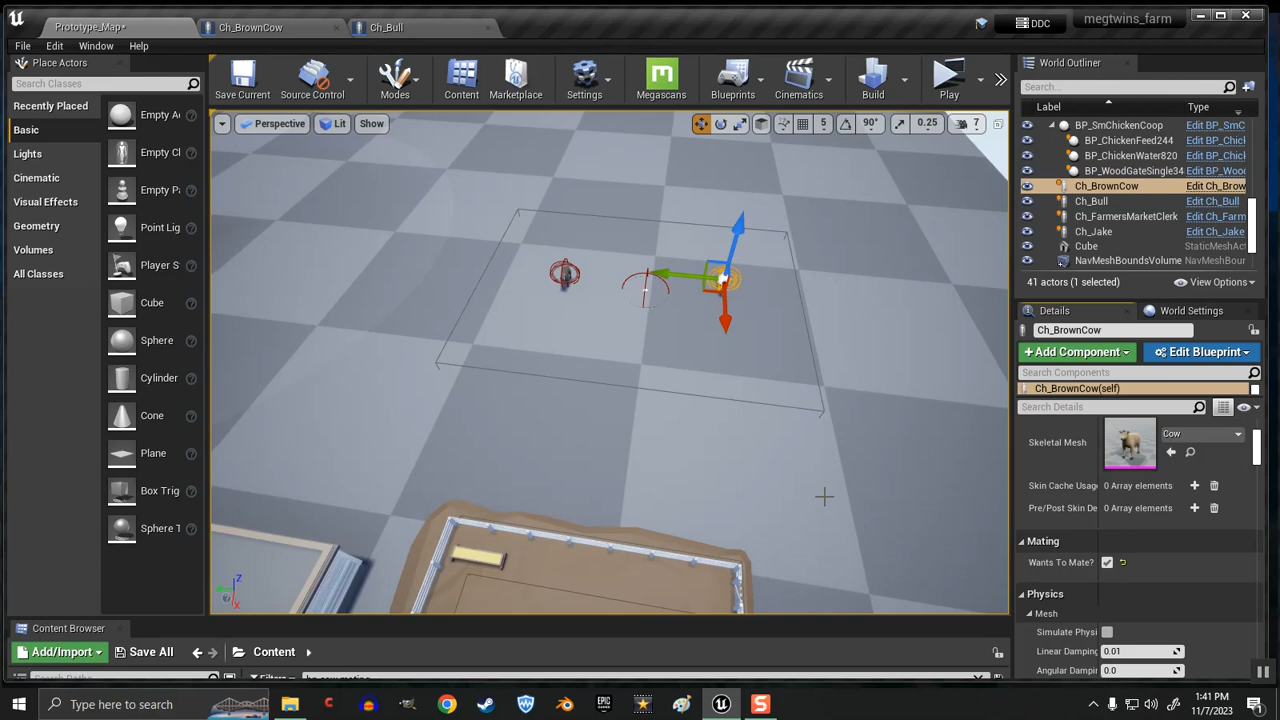 Prototype_Map*
Ch_BrownCow
Ch_Bull
DDC
megtwins_farm
File
Edit
Window
Help
Place Actors
Search Classes
Recently Placed
Basic
Lights
Cinematic
Visual Effects
Geometry
Volumes
All Classes
Empty Ac
Empty Ch
Empty Pa
Point Lig
Player S
Cube
Sphere
Cylinder
Cone
Plane
Box Trig
Sphere T
Save Current
Source Control
Modes
Content
Marketplace
Settings
Megascans
Blueprints
Cinematics
Build
Play
Perspective
Lit
Show
5
90°
0.25
7
World Outliner
Search...
Label
Type
BP_SmChickenCoop
Edit BP_SmC
BP_ChickenFeed244
Edit BP_Chick
BP_ChickenWater820
Edit BP_Chick
BP_WoodGateSingle34
Edit BP_Wood
Ch_BrownCow
Edit Ch_Brow
Ch_Bull
Edit Ch_Bull
Ch_FarmersMarketClerk
Edit Ch_Farm
Ch_Jake
Edit Ch_Jake
Cube
StaticMeshAct
NavMeshBoundsVolume
NavMeshBour
41 actors (1 selected)
View Options
Details
World Settings
Ch_BrownCow
Add Component
Edit Blueprint
Search Components
Ch_BrownCow(self)
Search Details
Skeletal Mesh
Cow
Skin Cache Usag
0 Array elements
Pre/Post Skin De
0 Array elements
Mating
Wants To Mate?
Physics
Mesh
Simulate Physi
Linear Damping
0.01
Angular Dampir
0.0
Content Browser
Add/Import
Save All
Content
Z
X
Type here to search
1:41 PM
11/7/2023